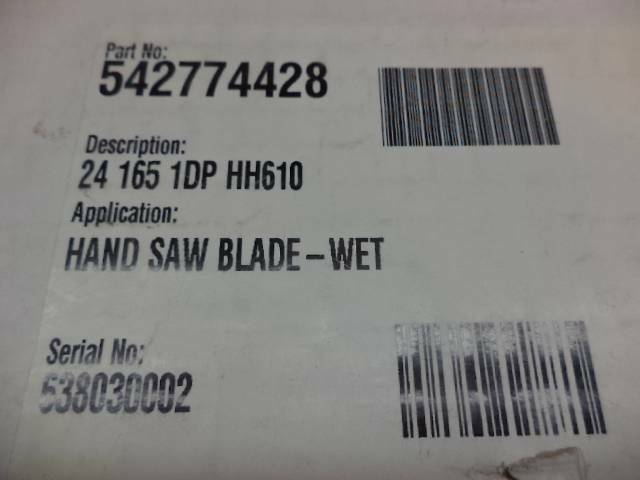 Part No:
542774428
Description:
24 165 1DP HH610
Application:
HAND SAW BLADE – WET
Serial No:
538030002